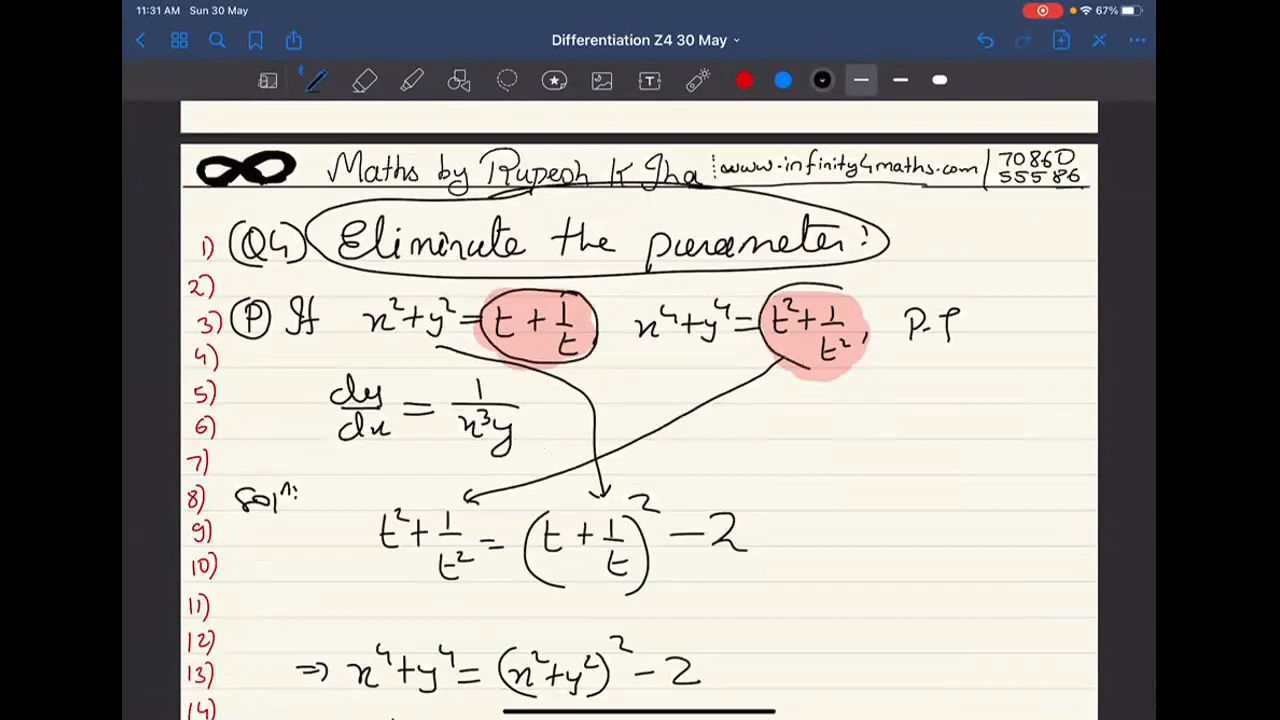 11:31 AM Sun 30 May
67%
Differentiation Z4 30 May
Maths by Rupesh K Jha www.infinity4maths.com 70860 55586
1) (Q4) Eliminate the parameter:
2)
3) (P) If x²+y² = t + 1/t x⁴+y⁴ = t² + 1/t², P.T
4)
5) dy/dx = 1/x³y
6)
7)
8) Solⁿ:
9) t² + 1/t² = (t + 1/t)² − 2
10)
11)
12)
13) ⇒ x⁴+y⁴ = (x²+y²)² − 2
14)